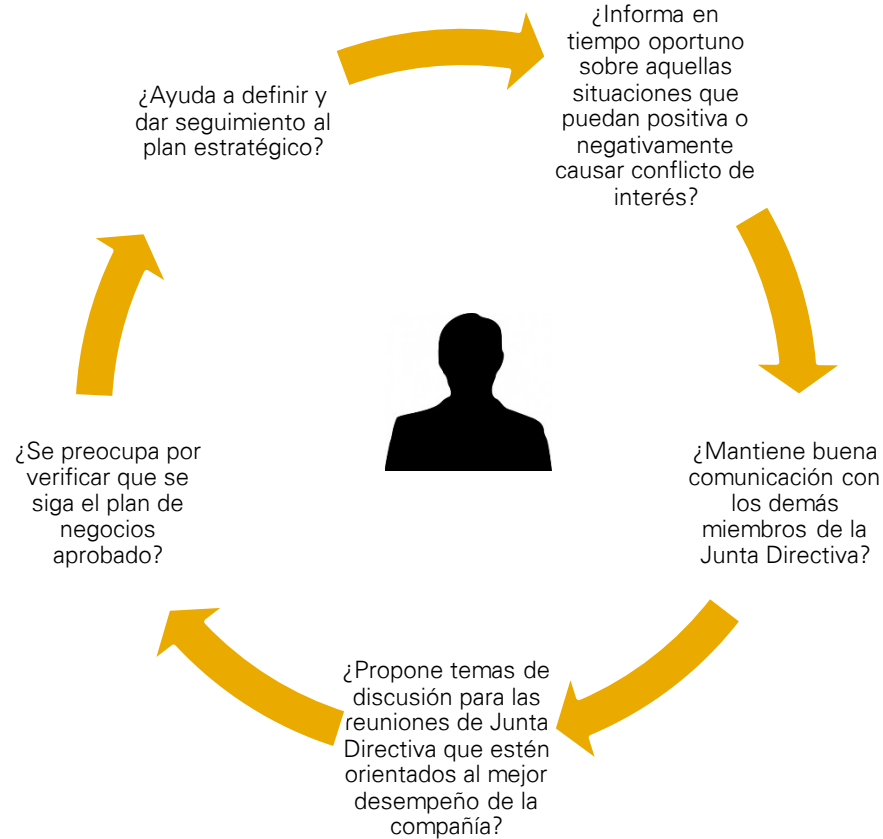 ¿Informa en
tiempo oportuno
sobre aquellas
situaciones que
puedan positiva o
negativamente
causar conflicto de
interés?
¿Mantiene buena
comunicación con
los demás
miembros de la
Junta Directiva?
¿Propone temas de
discusión para las
reuniones de Junta
Directiva que estén
orientados al mejor
desempeño de la
compañía?
¿Se preocupa por
verificar que se
siga el plan de
negocios
aprobado?
¿Ayuda a definir y
dar seguimiento al
plan estratégico?